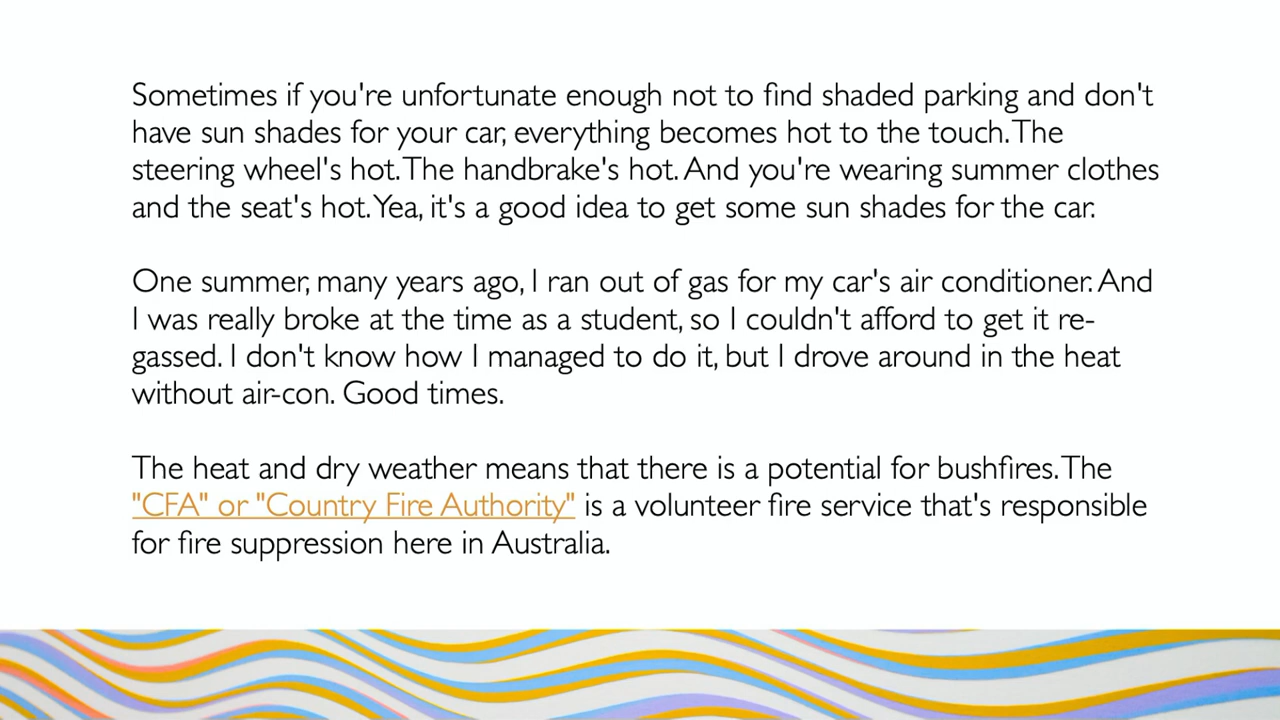 Sometimes if you're unfortunate enough not to find shaded parking and don't
have sun shades for your car, everything becomes hot to the touch. The
steering wheel's hot. The handbrake's hot. And you're wearing summer clothes
and the seat's hot. Yea, it's a good idea to get some sun shades for the car.
One summer, many years ago, I ran out of gas for my car's air conditioner. And
I was really broke at the time as a student, so I couldn't afford to get it re-
gassed. I don't know how I managed to do it, but I drove around in the heat
without air-con. Good times.
The heat and dry weather means that there is a potential for bushfires. The
"CFA" or "Country Fire Authority" is a volunteer fire service that's responsible
for fire suppression here in Australia.